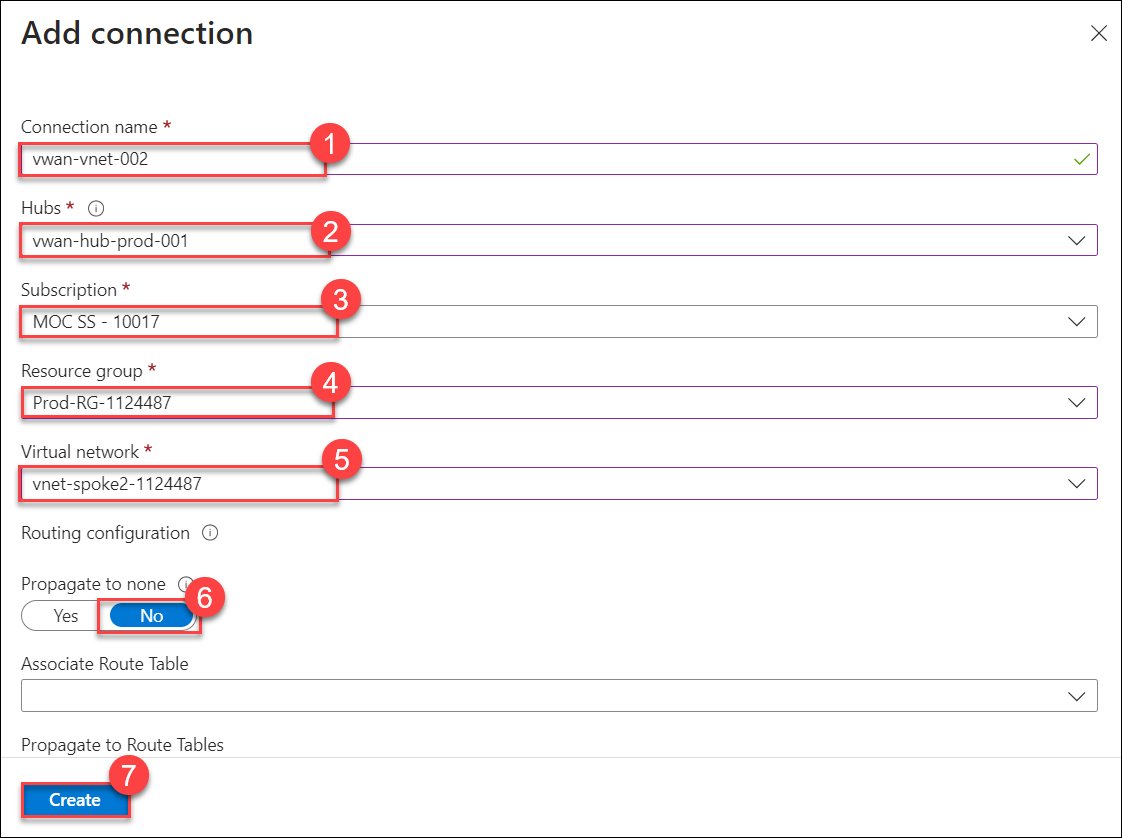 Add connection
Connection name *
1
vwan-vnet-002
Hubs *
2
vwan-hub-prod-001
Subscription *
3
MOC SS - 10017
Resource group *
4
Prod-RG-1124487
Virtual network *
5
vnet-spoke2-1124487
Routing configuration
Propagate to none
6
Yes No
Associate Route Table
Propagate to Route Tables
7
Create